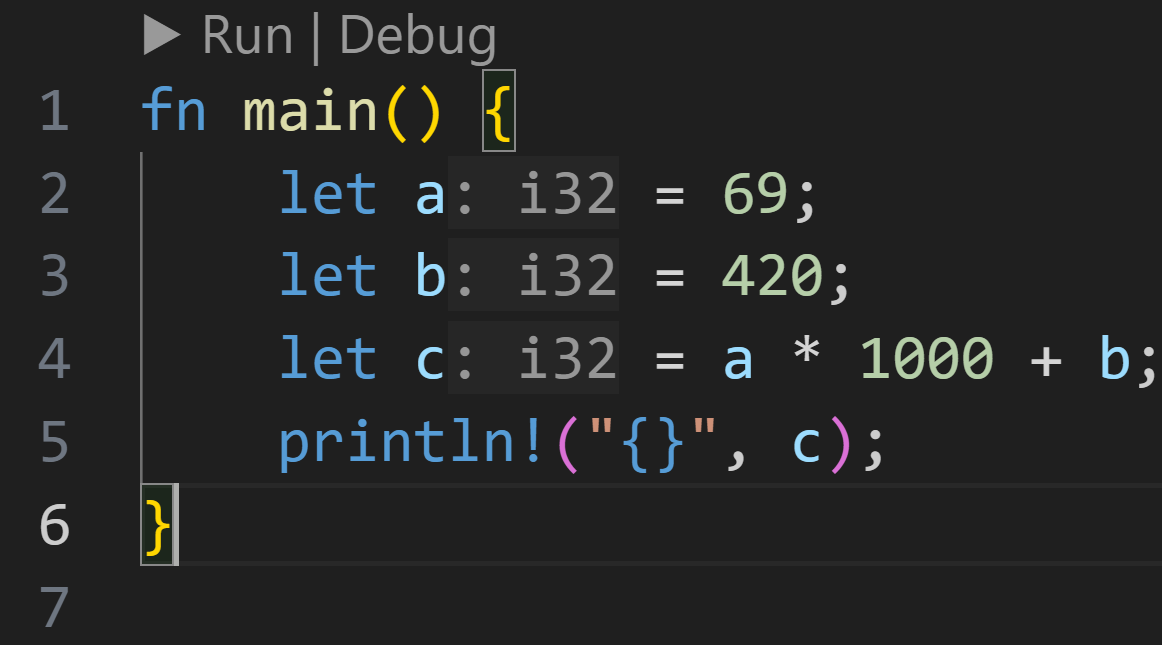 ▶ Run | Debug
1 fn main() {
2     let a: i32 = 69;
3     let b: i32 = 420;
4     let c: i32 = a * 1000 + b;
5     println!("{}", c);
6 }
7